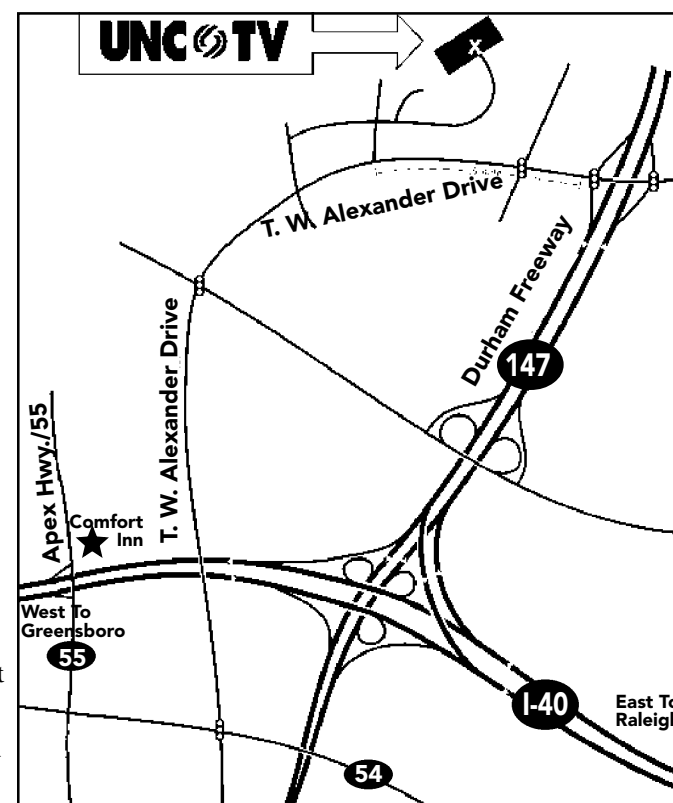 UNC TV
X
T. W. Alexander Drive
Durham Freeway
147
T. W. Alexander Drive
Apex Hwy./55
Comfort
Inn
West To
Greensboro
55
I-40
East To
54